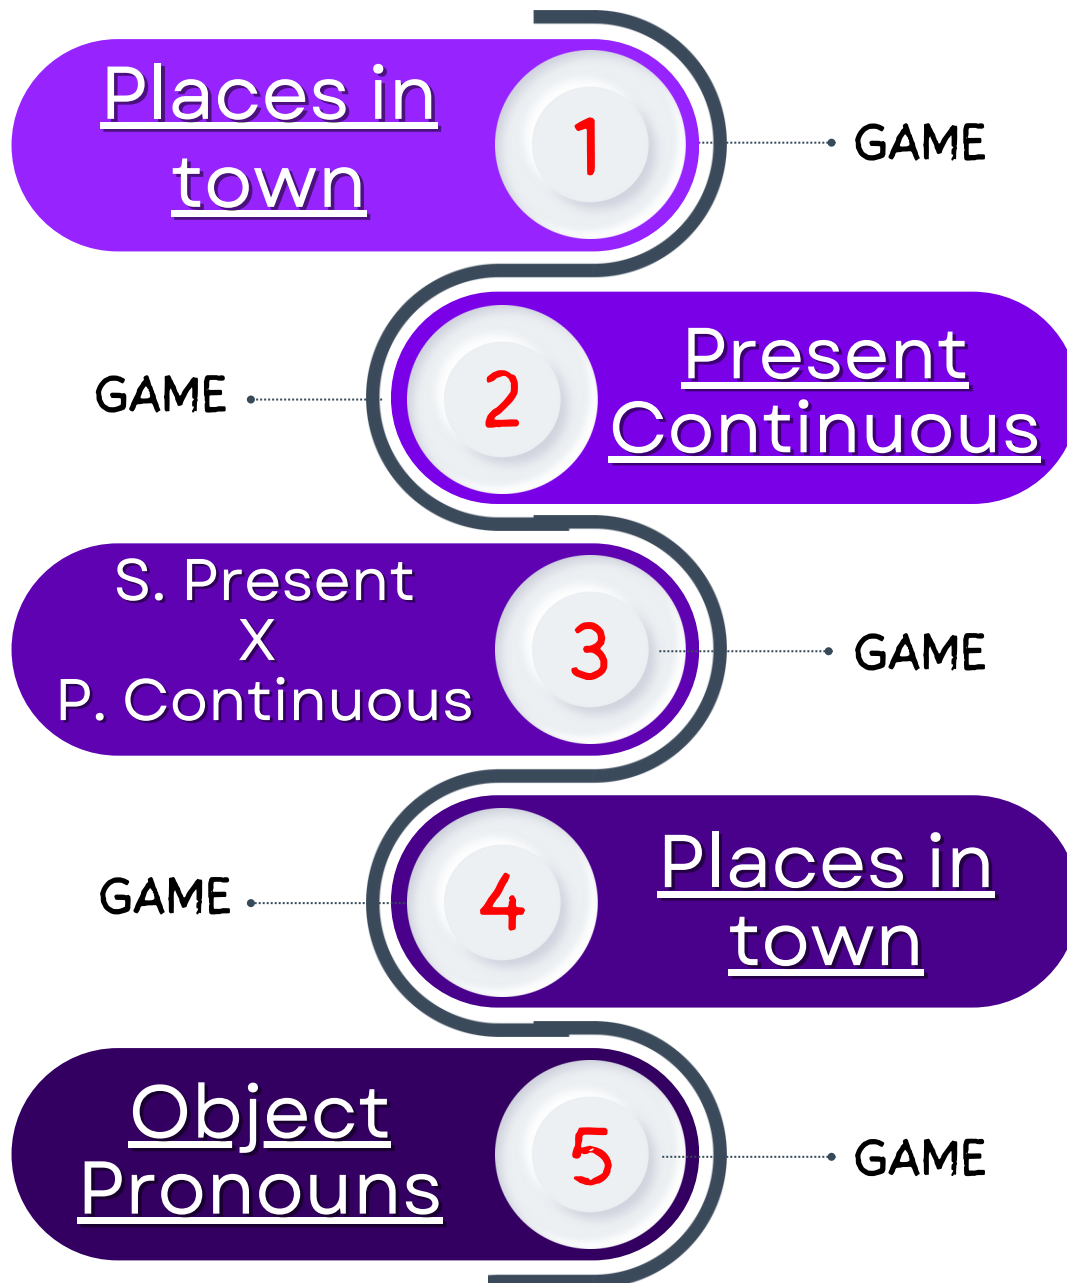 Places in
town
1
GAME
GAME
2
Present
Continuous
S. Present
X
P. Continuous
3
GAME
GAME
4
Places in
town
Object
Pronouns
5
GAME